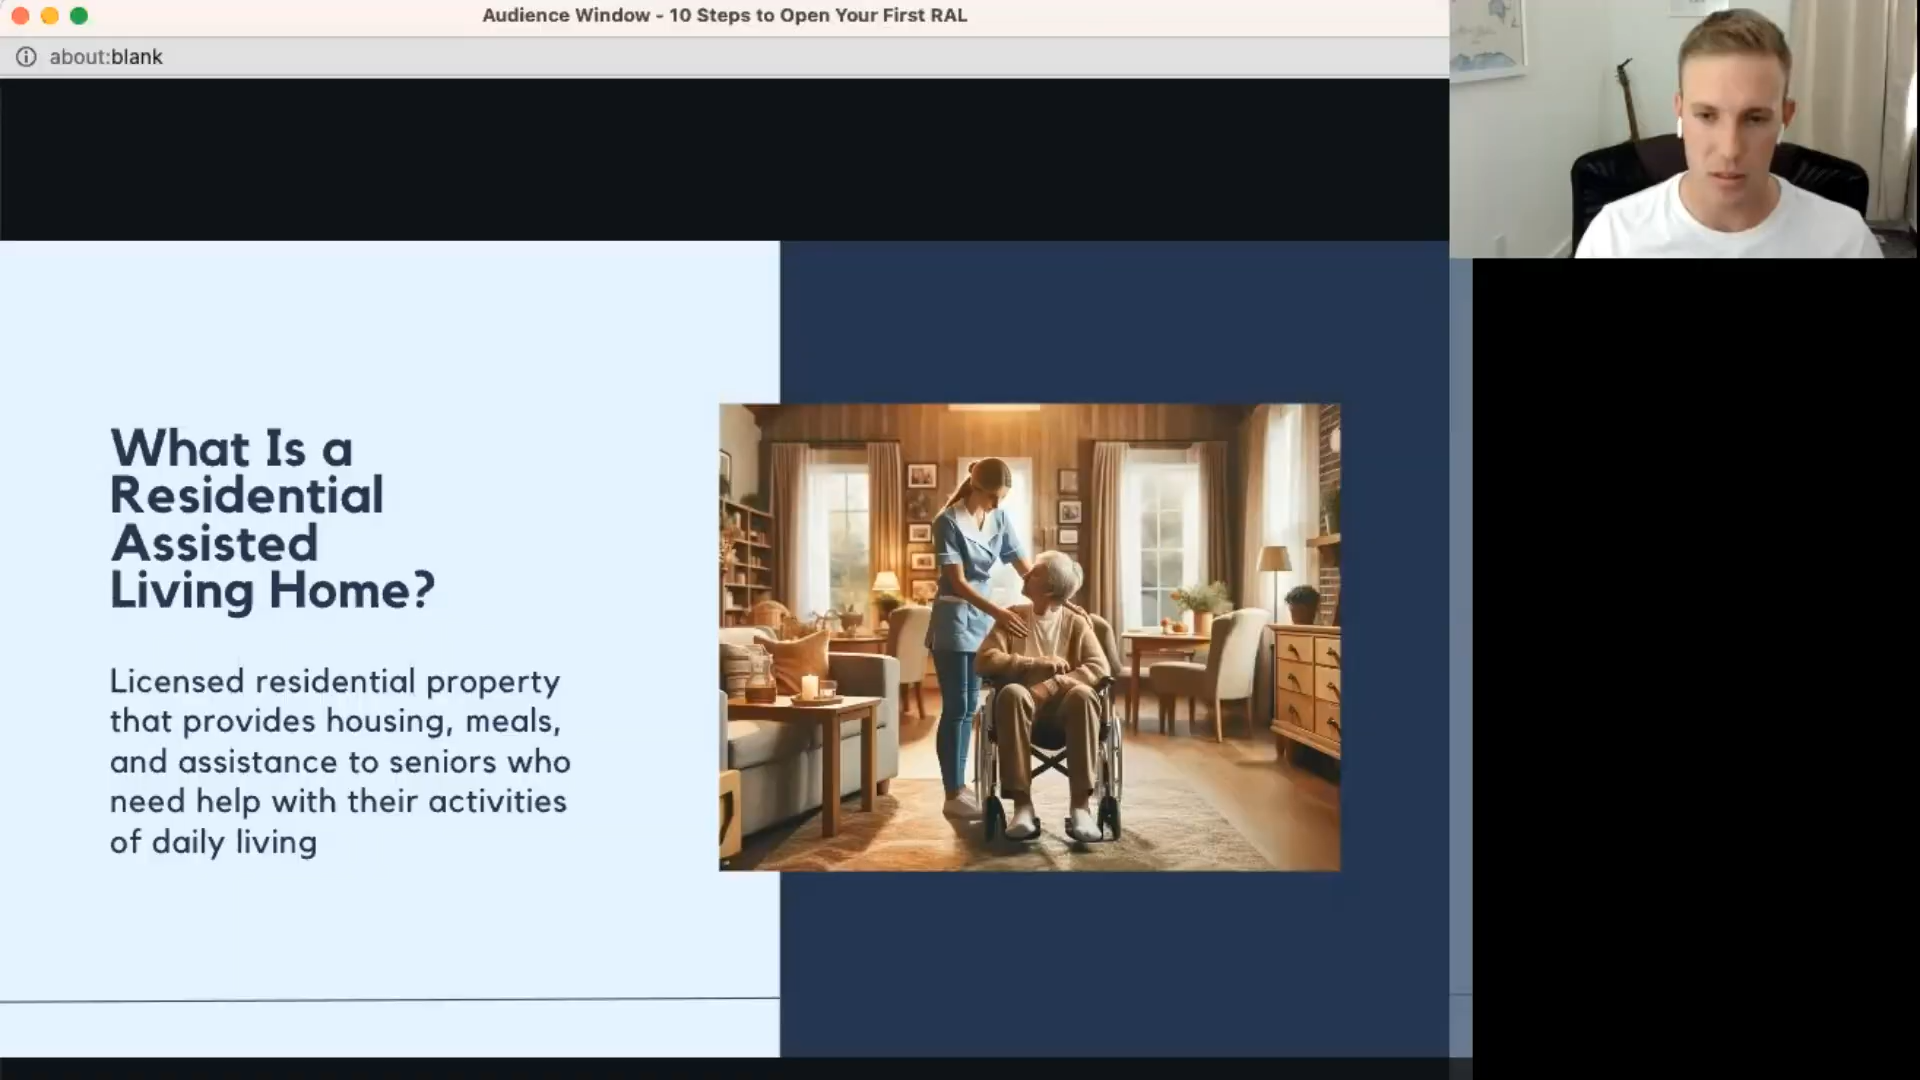 Audience Window - 10 Steps to Open Your First RAL
about:blank
What Is a
Residential
Assisted
Living Home?
Licensed residential property
that provides housing, meals,
and assistance to seniors who
need help with their activities
of daily living